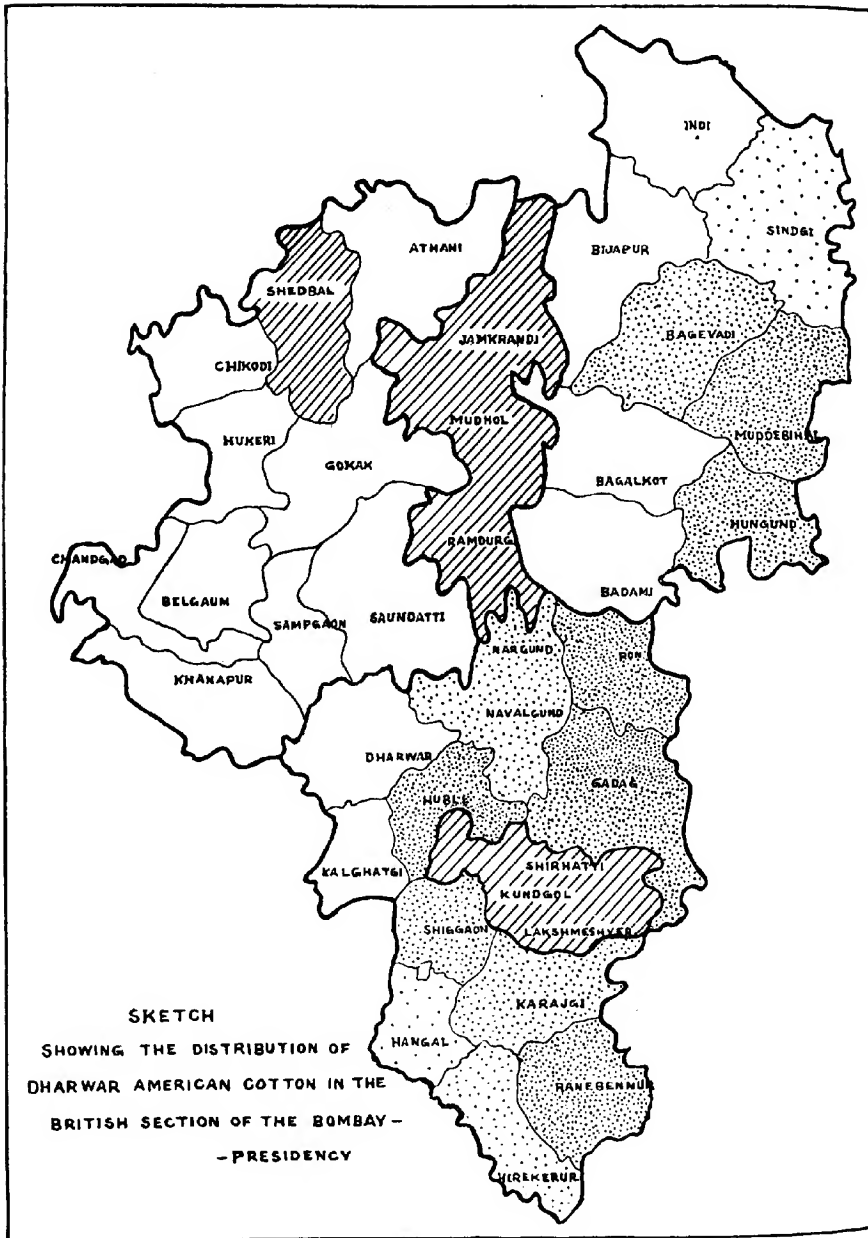 INDI
SINDGI
ATHANI
BIJAPUR
SHEDBAL
BAGEVADI
JAMKRANDI
CHIKODI
MUDHOL
MUDDEBIHAL
HUKERI
GOKAK
BAGALKOT
HUNGUND
RAMDURG
CHANDGAD
BELGAUM
BADAMI
SAMPGAON
SAUNDATTI
NARGUND
RON
KHANAPUR
NAVALGUND
DHARWAR
GADAG
HUBLI
SHIRHATTI
KALGHATGI
KUNDGOL
SHIGGAON
LAKSHMESHVER
KARAJGI
HANGAL
RANEBENNUR
HIREKERUR
SKETCH
SHOWING THE DISTRIBUTION OF
DHARWAR AMERICAN COTTON IN THE
BRITISH SECTION OF THE BOMBAY –
– PRESIDENCY